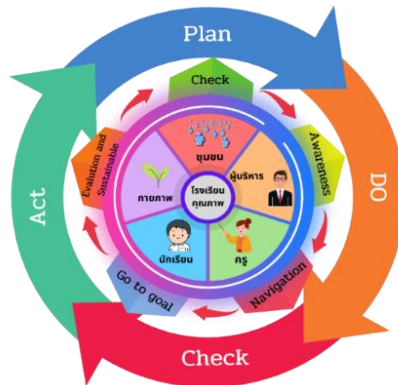 Plan
DO
Check
Act
Check
Awareness
Navigation
Go to goal
Evalution and
Sustainable
ชุมชน
ผู้บริหาร
ครู
นักเรียน
กายภาพ
โรงเรียน
คุณภาพ